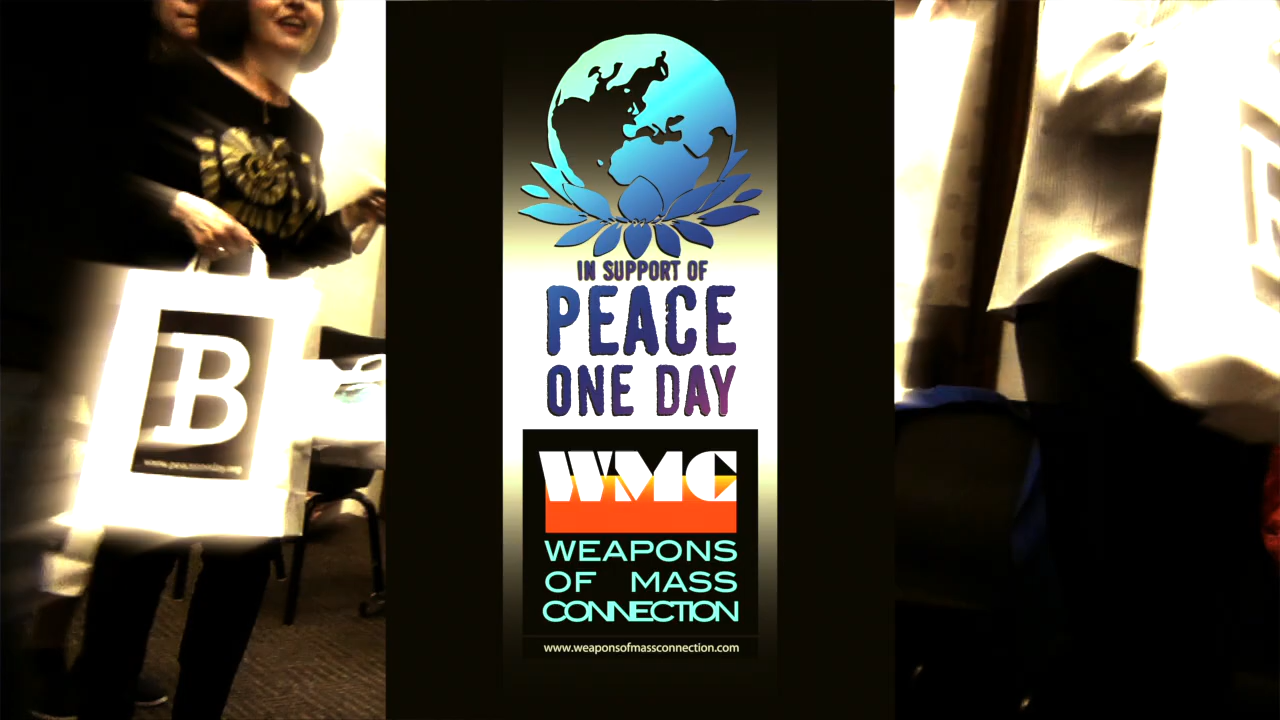 IN SUPPORT OF
PEACE
ONE DAY
WMC
WEAPONS
OF MASS
CONNECTION
www.weaponsofmassconnection.com
B